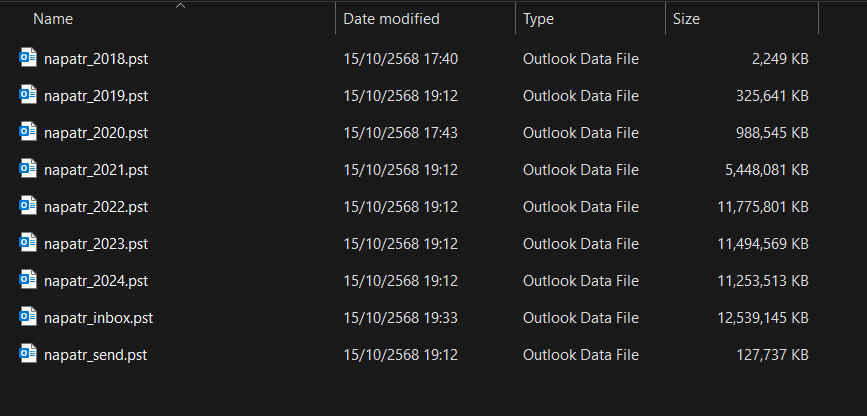 Name Date modified Type Size
napatr_2018.pst 15/10/2568 17:40 Outlook Data File 2,249 KB
napatr_2019.pst 15/10/2568 19:12 Outlook Data File 325,641 KB
napatr_2020.pst 15/10/2568 17:43 Outlook Data File 988,545 KB
napatr_2021.pst 15/10/2568 19:12 Outlook Data File 5,448,081 KB
napatr_2022.pst 15/10/2568 19:12 Outlook Data File 11,775,801 KB
napatr_2023.pst 15/10/2568 19:12 Outlook Data File 11,494,569 KB
napatr_2024.pst 15/10/2568 19:12 Outlook Data File 11,253,513 KB
napatr_inbox.pst 15/10/2568 19:33 Outlook Data File 12,539,145 KB
napatr_send.pst 15/10/2568 19:12 Outlook Data File 127,737 KB